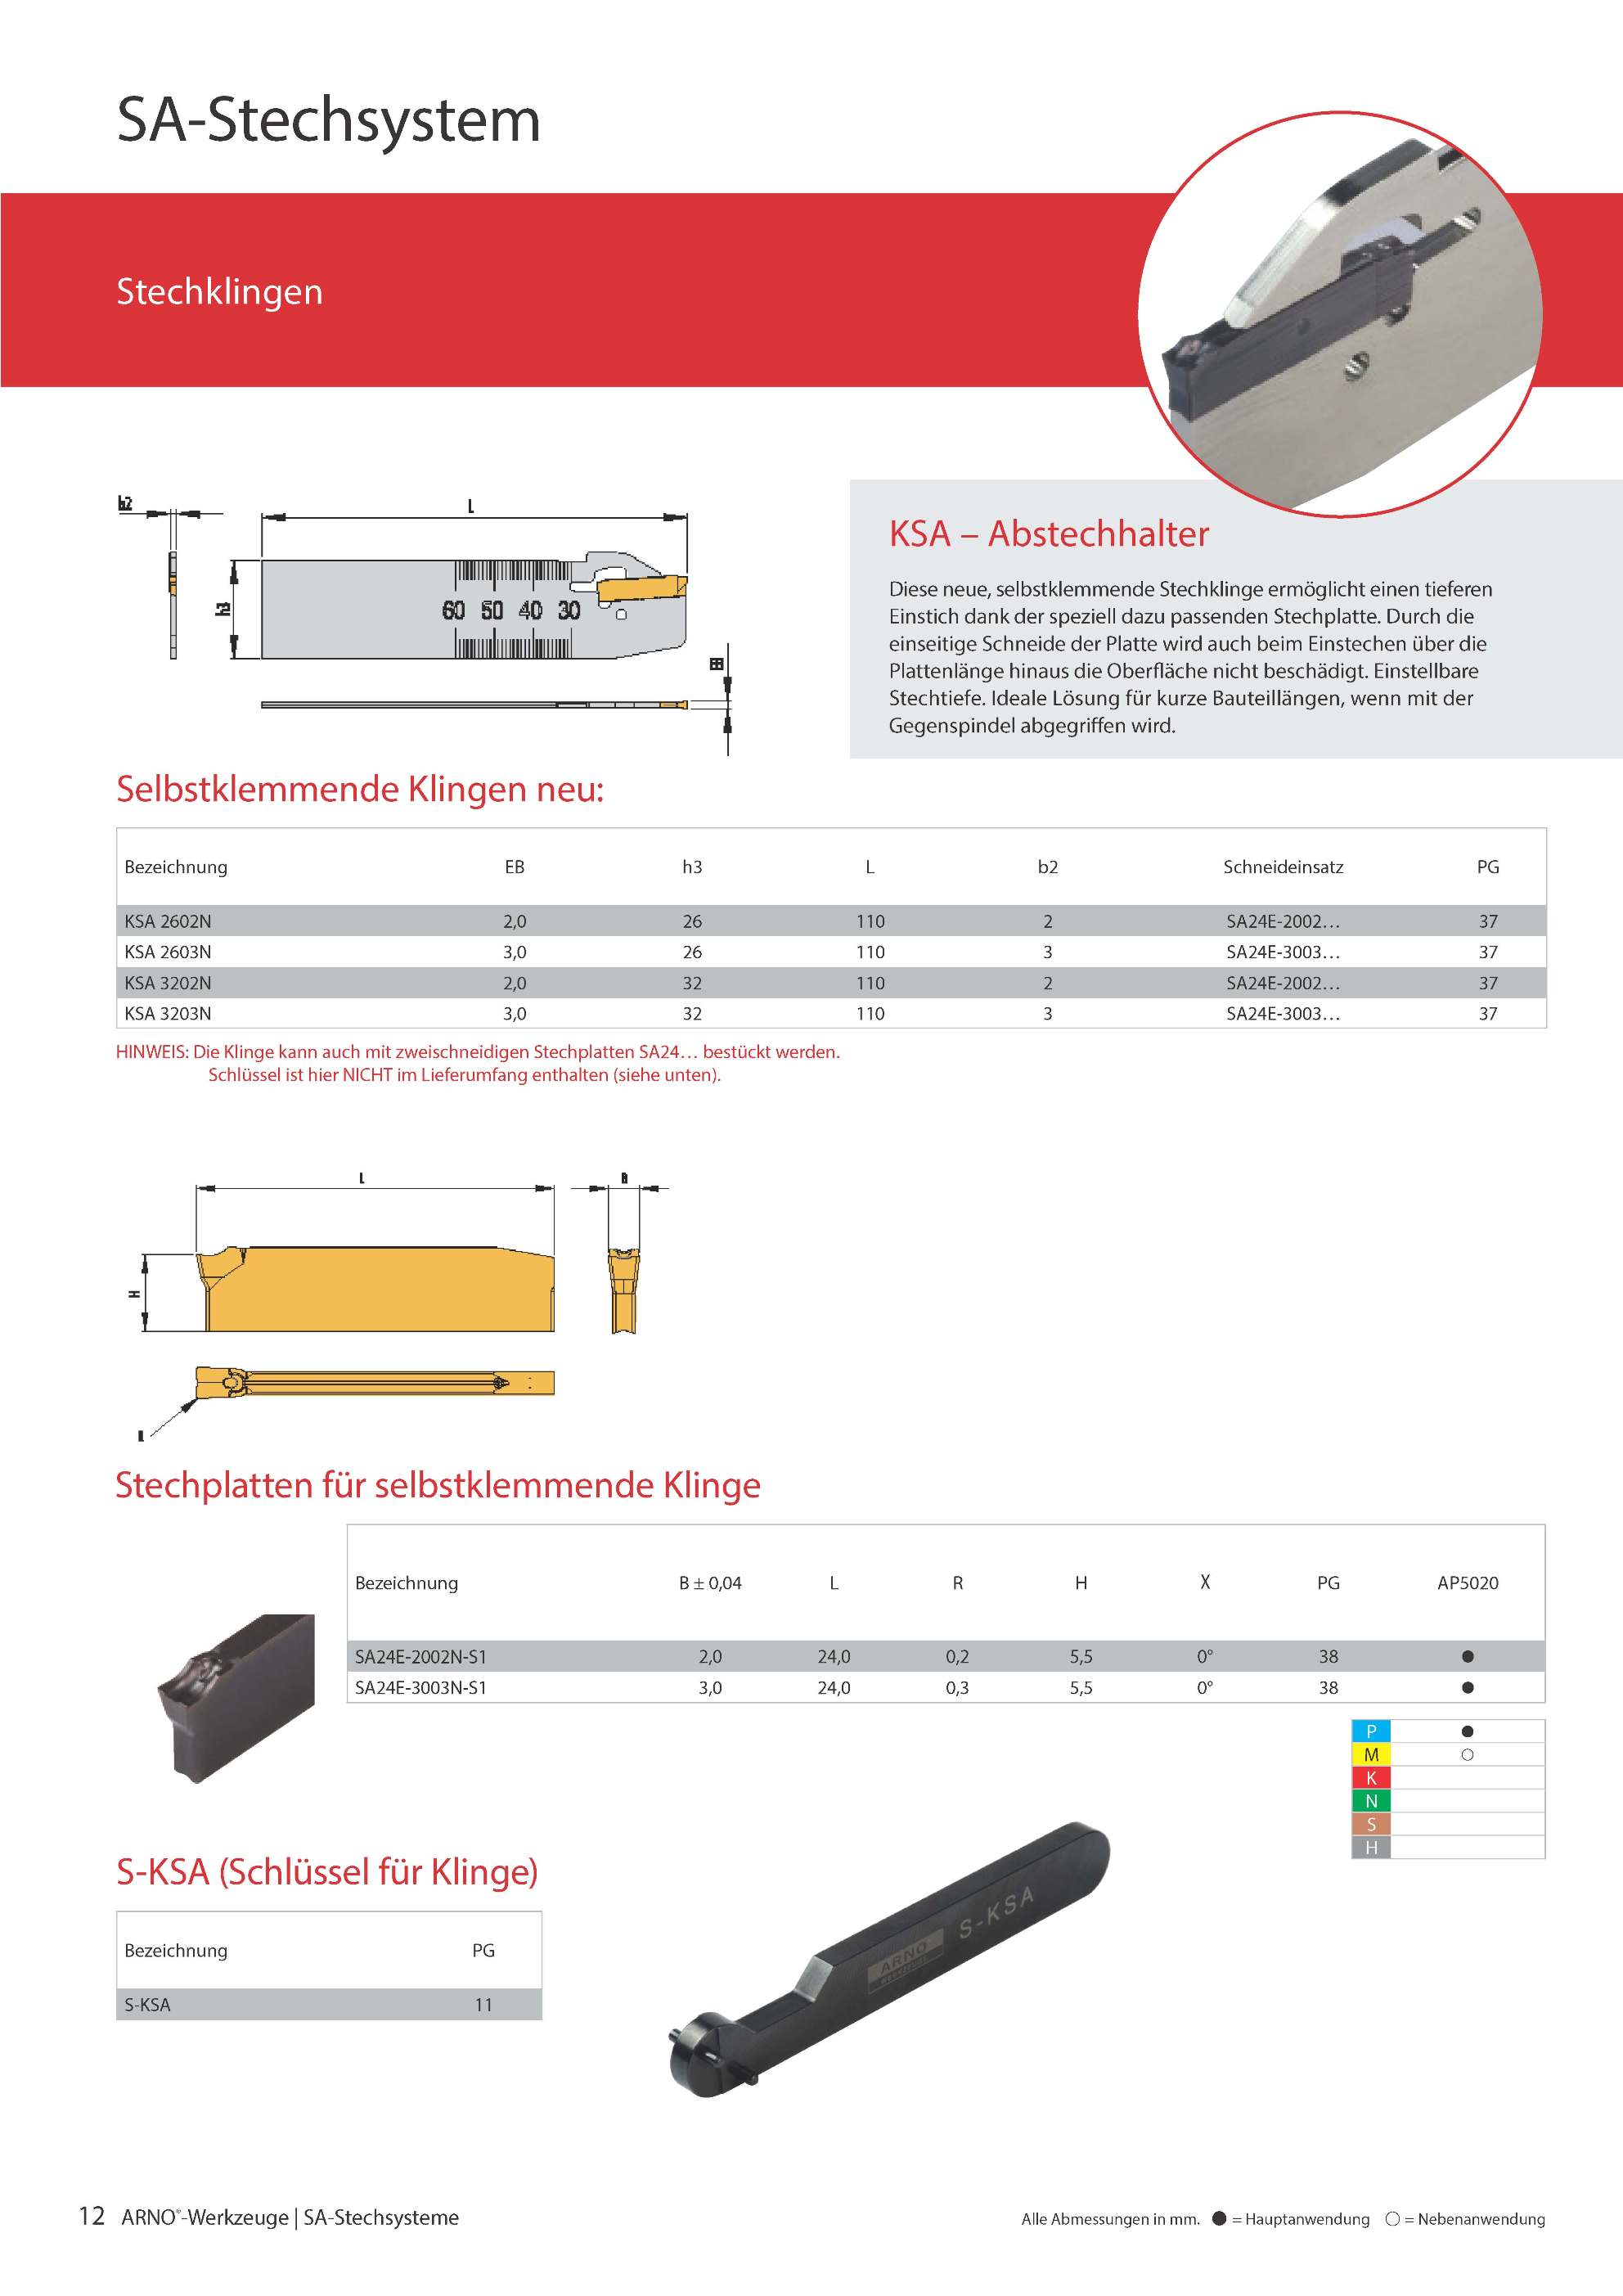 SA-Stechsystem
Stechklingen
b2
L
h3
60 50 40 30
EB
KSA – Abstechhalter
Diese neue, selbstklemmende Stechklinge ermöglicht einen tieferen
Einstich dank der speziell dazu passenden Stechplatte. Durch die
einseitige Schneide der Platte wird auch beim Einstechen über die
Plattenlänge hinaus die Oberfläche nicht beschädigt. Einstellbare
Stechtiefe. Ideale Lösung für kurze Bauteillängen, wenn mit der
Gegenspindel abgegriffen wird.
Selbstklemmende Klingen neu:
Bezeichnung EB h3 L b2 Schneideinsatz PG
KSA 2602N 2,0 26 110 2 SA24E-2002… 37
KSA 2603N 3,0 26 110 3 SA24E-3003… 37
KSA 3202N 2,0 32 110 2 SA24E-2002… 37
KSA 3203N 3,0 32 110 3 SA24E-3003… 37
HINWEIS: Die Klinge kann auch mit zweischneidigen Stechplatten SA24… bestückt werden.
Schlüssel ist hier NICHT im Lieferumfang enthalten (siehe unten).
L
B
H
Stechplatten für selbstklemmende Klinge
Bezeichnung B ± 0,04 L R H X PG AP5020
SA24E-2002N-S1 2,0 24,0 0,2 5,5 0° 38 ●
SA24E-3003N-S1 3,0 24,0 0,3 5,5 0° 38 ●
P ●
M ○
K
N
S
H
S-KSA (Schlüssel für Klinge)
Bezeichnung PG
S-KSA 11
ARNO
S-KSA
12 ARNO®-Werkzeuge | SA-Stechsysteme
Alle Abmessungen in mm. ● = Hauptanwendung ○ = Nebenanwendung